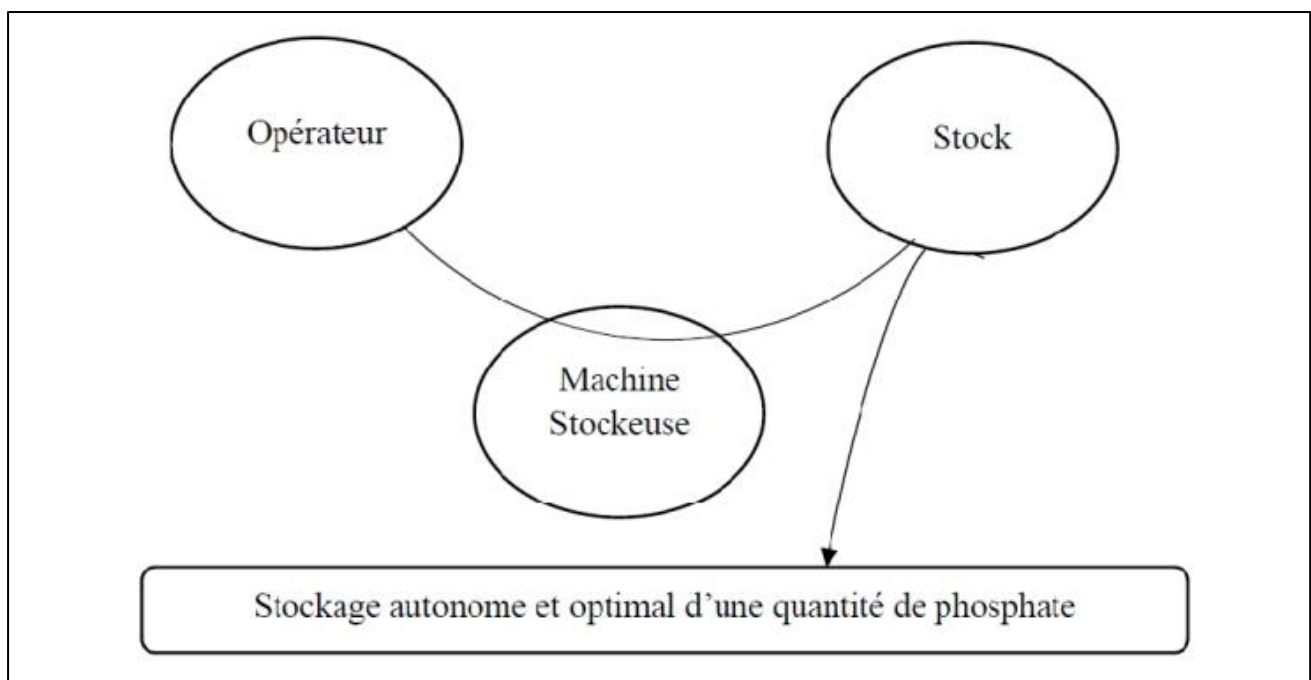 Opérateur
Stock
Machine
Stockeuse
Stockage autonome et optimal d’une quantité de phosphate